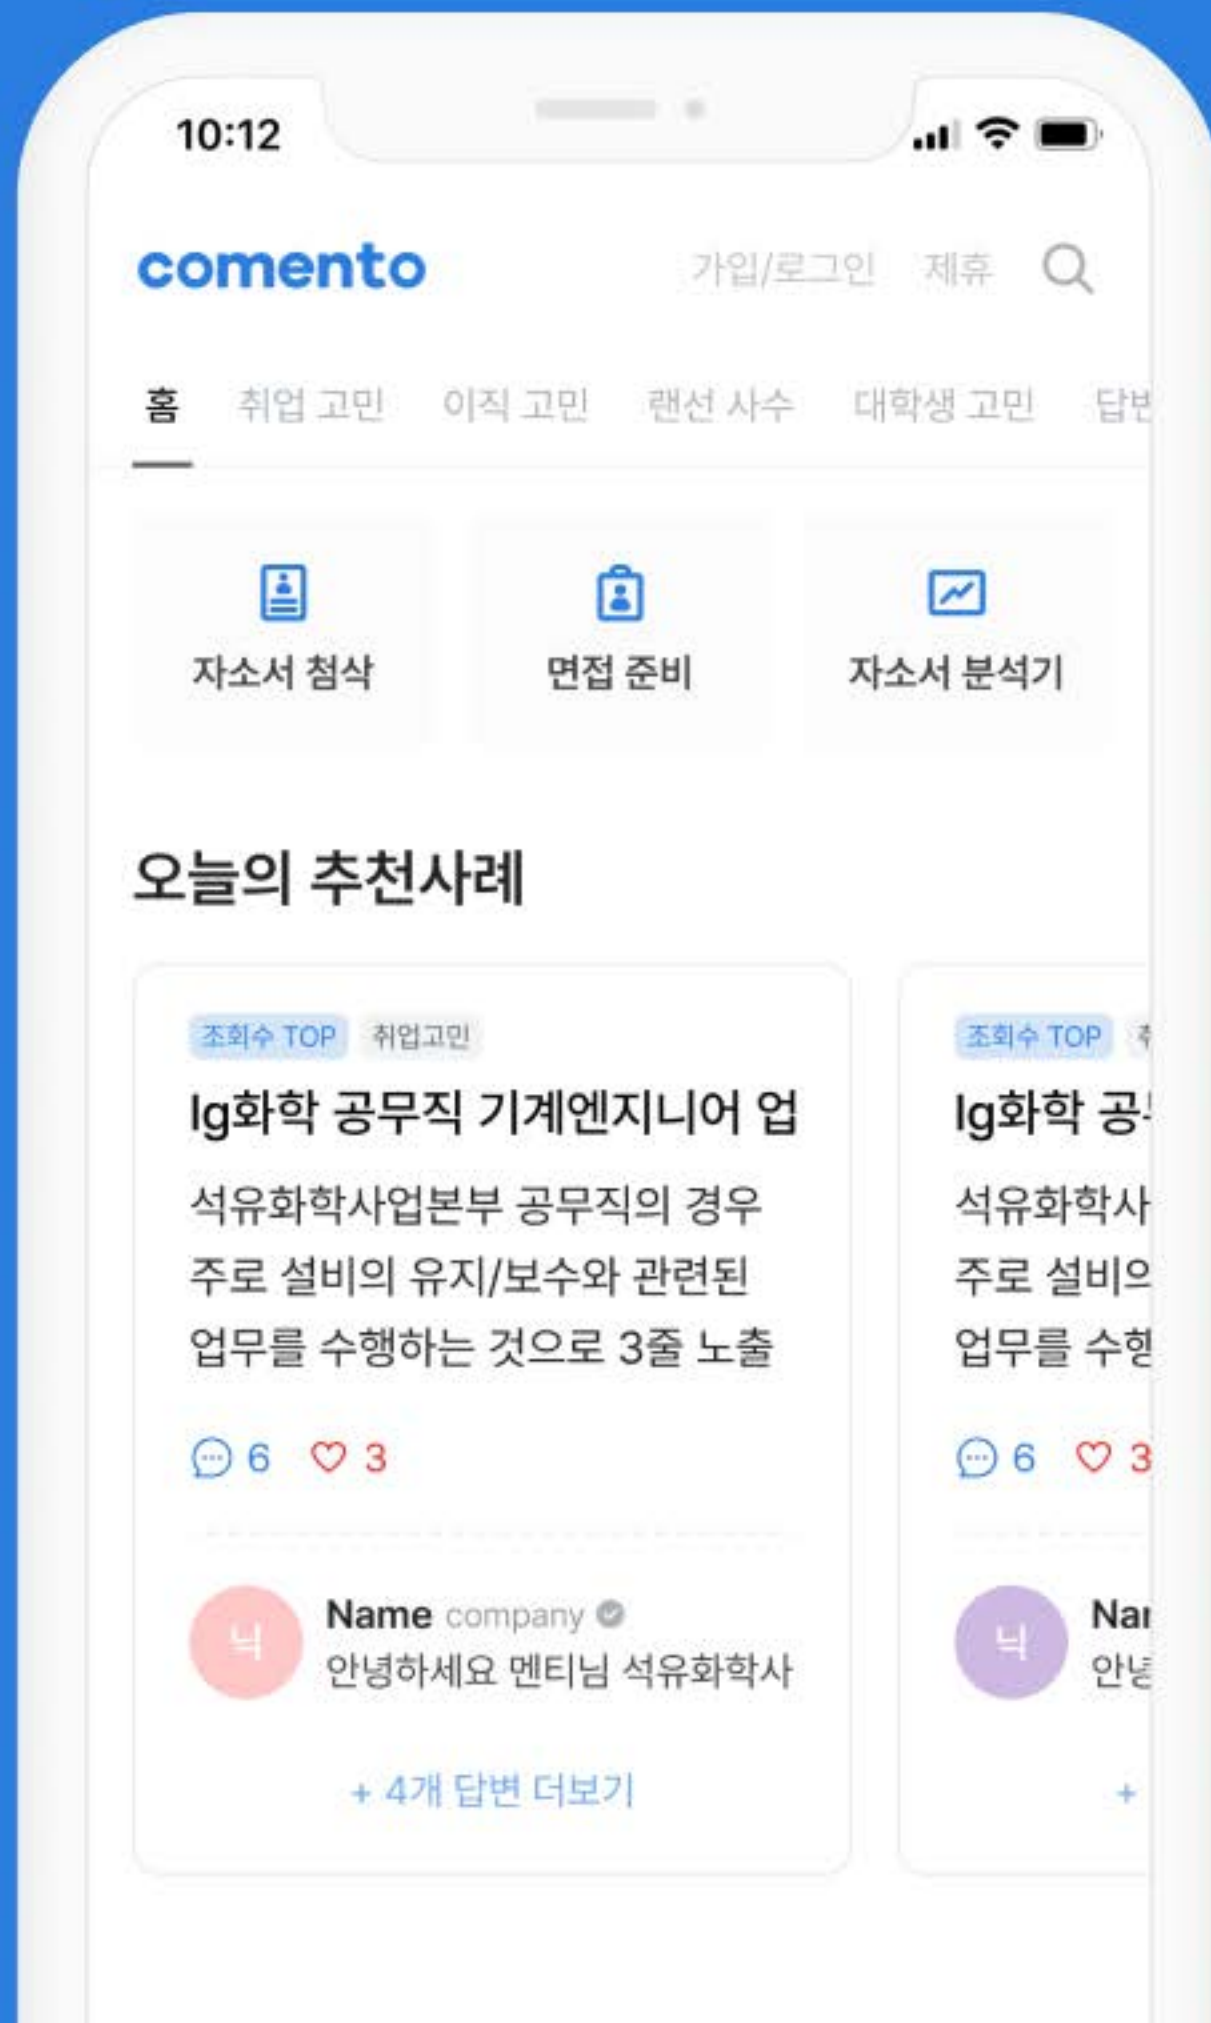 10:12
comento 가입/로그인 제휴
홈 취업 고민 이직 고민 랜선 사수 대학생 고민
자소서 첨삭 면접 준비 자소서 분석기
오늘의 추천사례
조회수 TOP 취업고민
lg화학 공무직 기계엔지니어 업
석유화학사업본부 공무직의 경우
주로 설비의 유지/보수와 관련된
업무를 수행하는 것으로 3줄 노출
6 3
닉
Name company
안녕하세요 멘티님 석유화학사
+ 4개 답변 더보기
조회수 TOP
lg화학
석유화학사
주로
업무를
6 3
닉
+